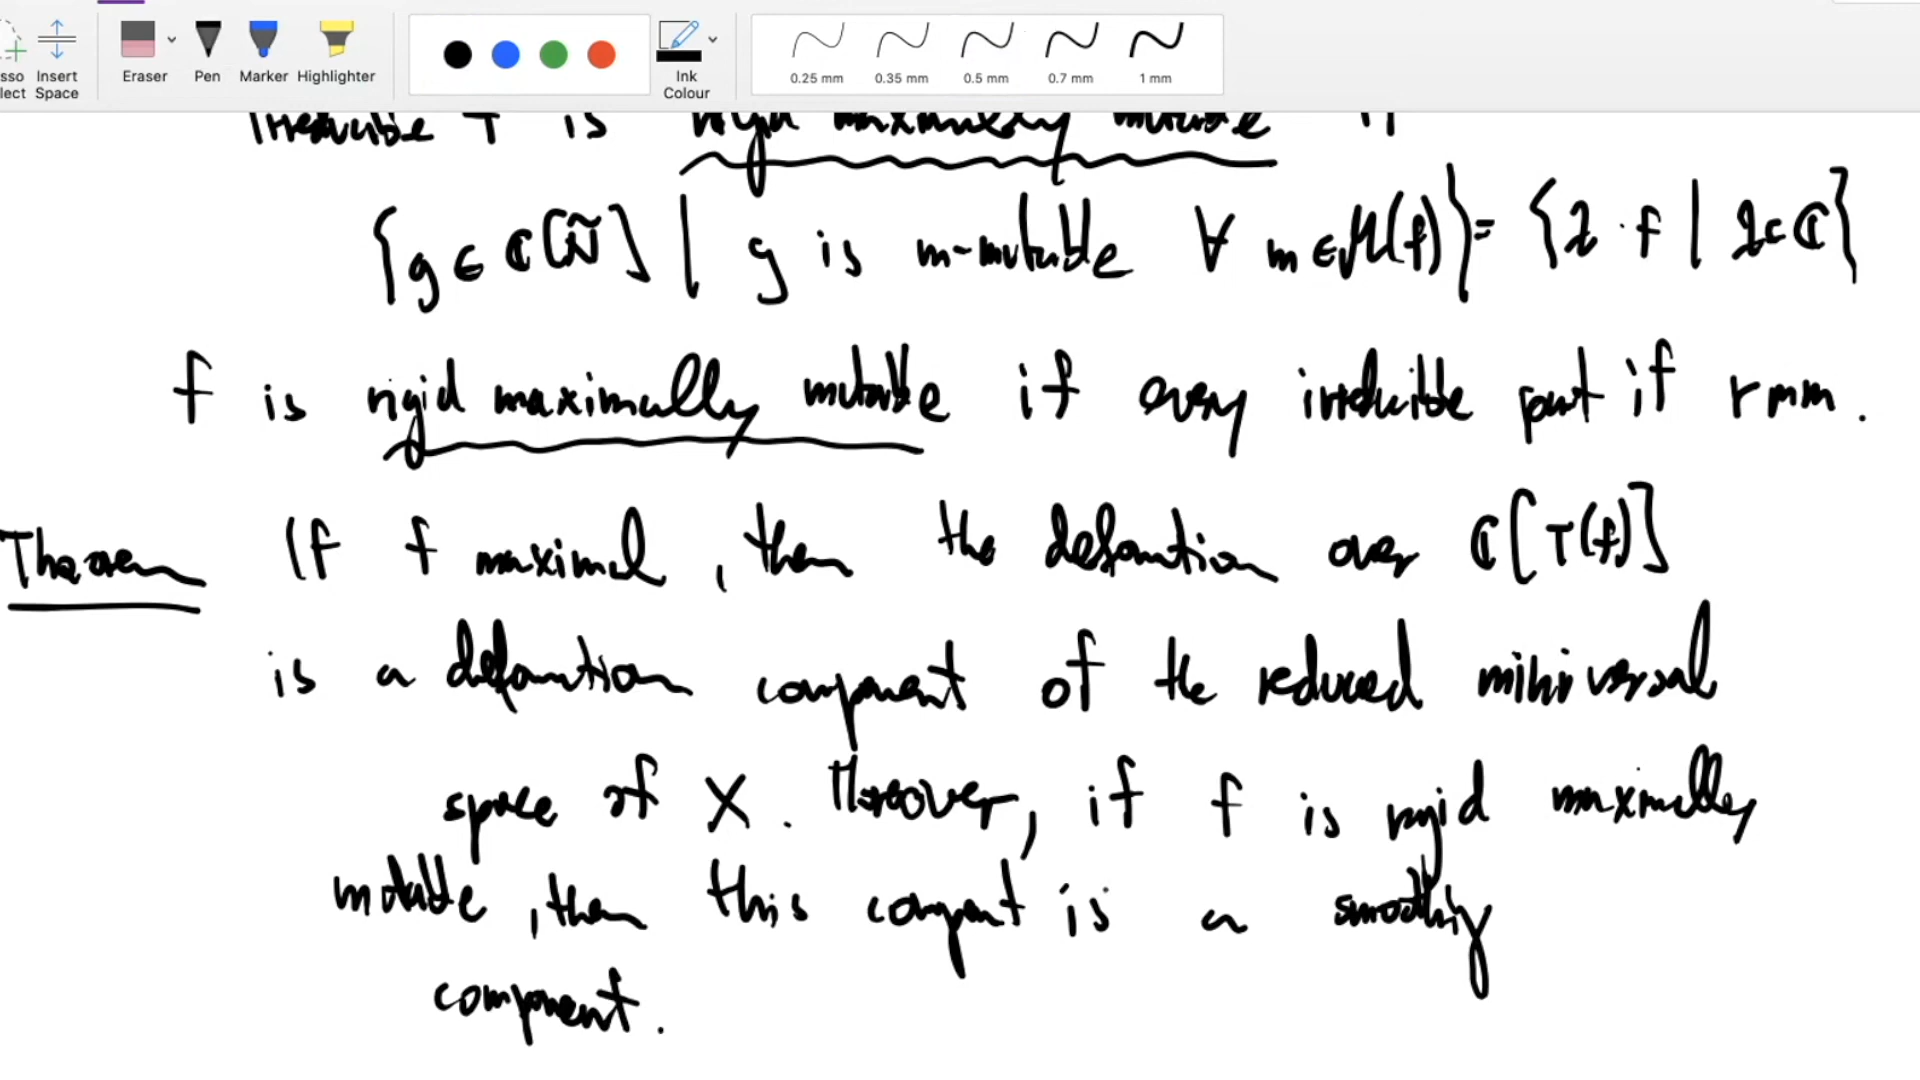 sso Insert Eraser Pen Marker Highlighter Ink 0.25 mm 0.35 mm 0.5 mm 0.7 mm 1 mm
lect Space Colour
Irreducible f is rigid maximally mutable if
{g ∈ ℂ[Ñ] | g is m-mutable ∀ m ∈ M(f)} = {λ · f | λ ∈ ℂ}
f is rigid maximally mutable if every irreducible part if rmm.
Theorem If f maximal, then the deformation over ℂ[T(f)]
is a deformation component of the reduced miniversal
space of X. Moreover, if f is rigid maximally
mutable, then this component is a smoothing
component.